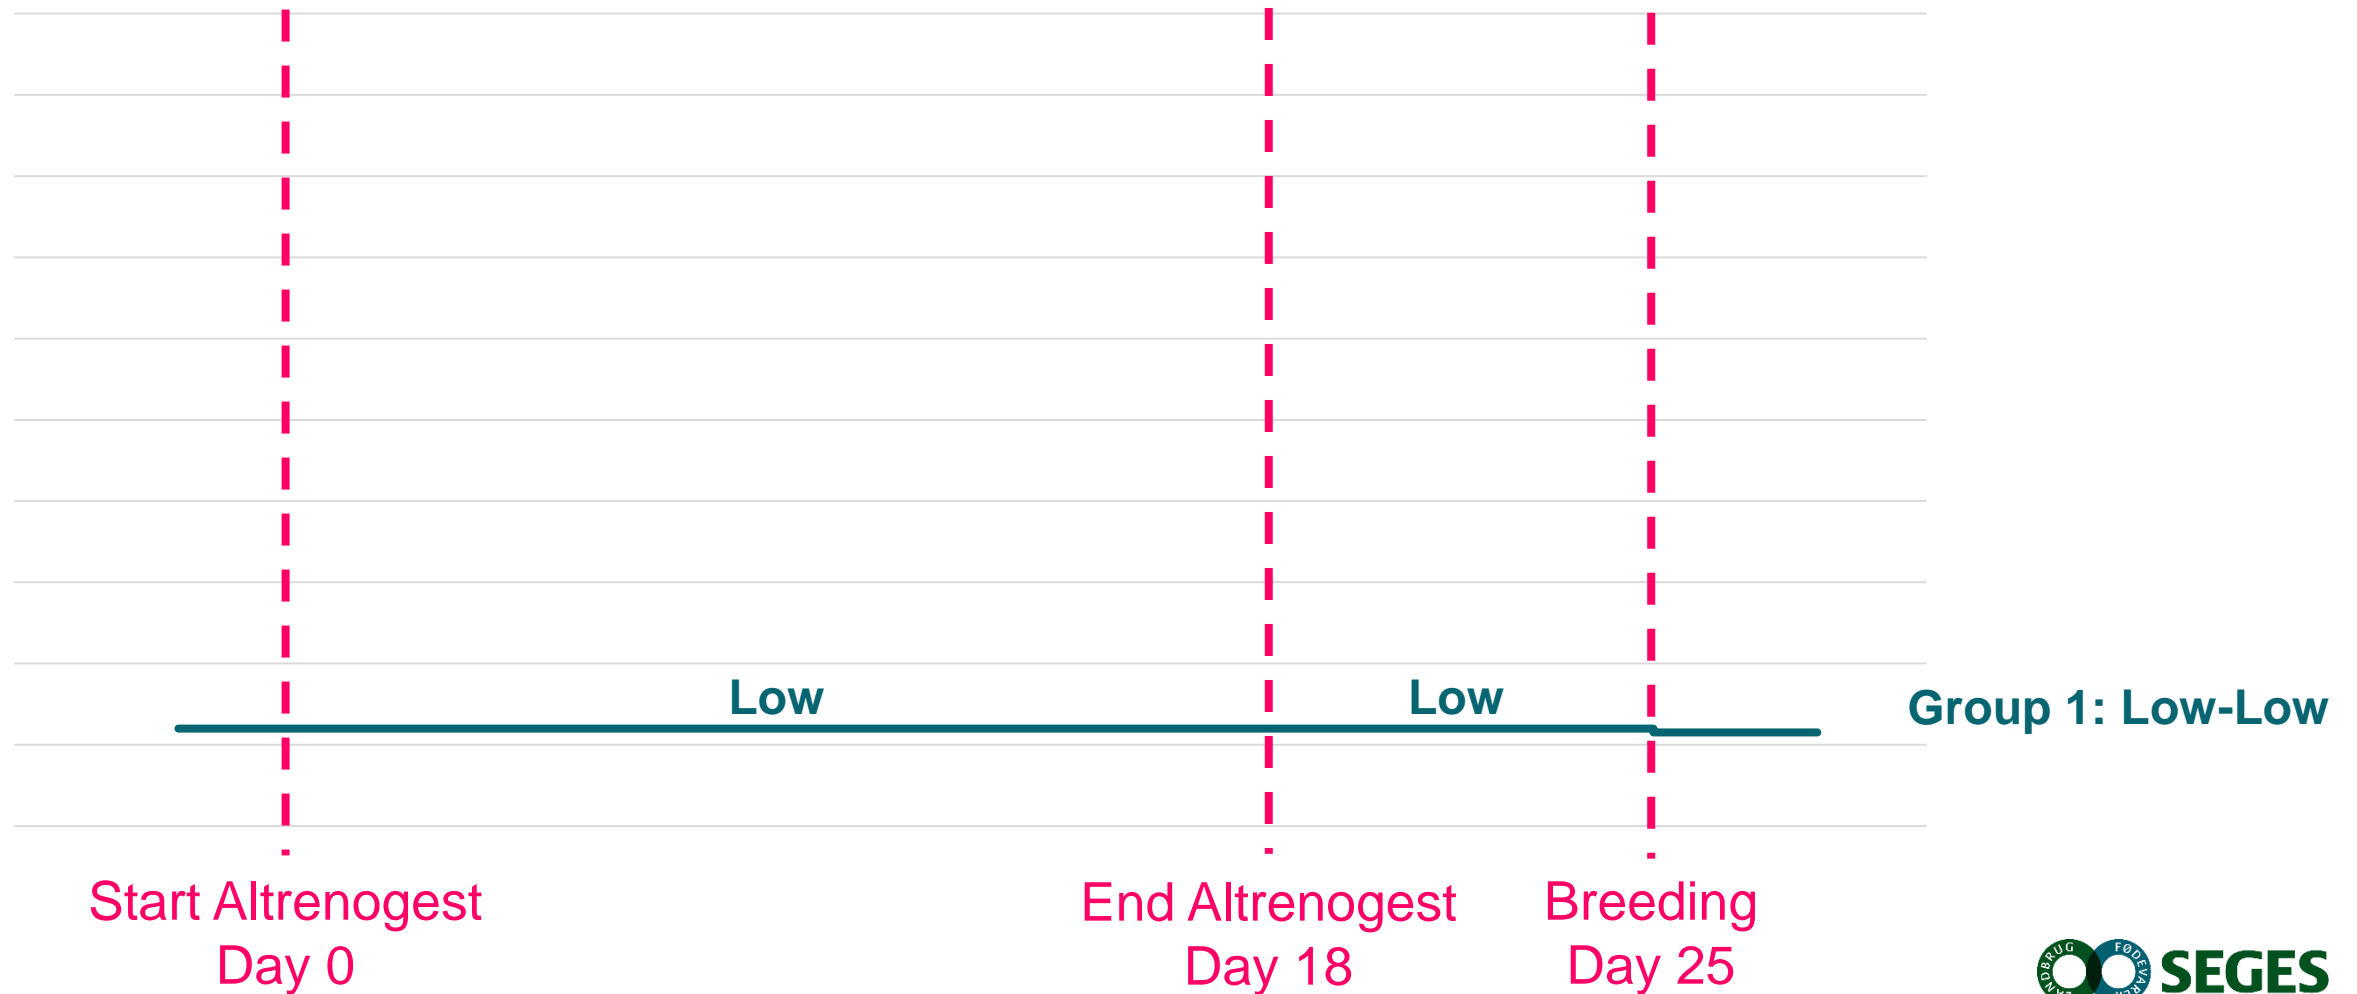 Low
Low
Group 1: Low-Low
Start Altrenogest
Day 0
End Altrenogest
Day 18
Breeding
Day 25
SEGES